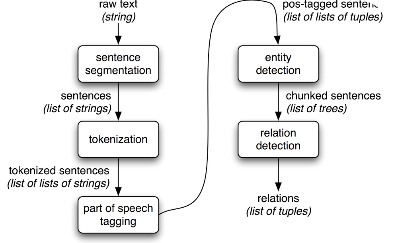 raw text
(string)
sentence
segmentation
sentences
(list of strings)
tokenization
tokenized sentences
(list of lists of strings)
part of speech
tagging
pos-tagged
(list of lists of tuples)
entity
detection
chunked sentences
(list of trees)
relation
detection
relations
(list of tuples)